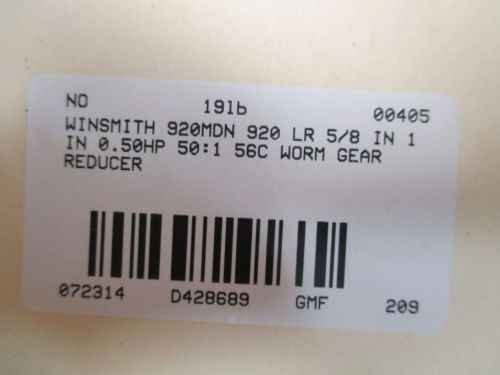 NO 19lb 00405
WINSMITH 920MDN 920 LR 5/8 IN 1
IN 0.50HP 50:1 56C WORM GEAR
REDUCER
072314 D428689 GMF 209